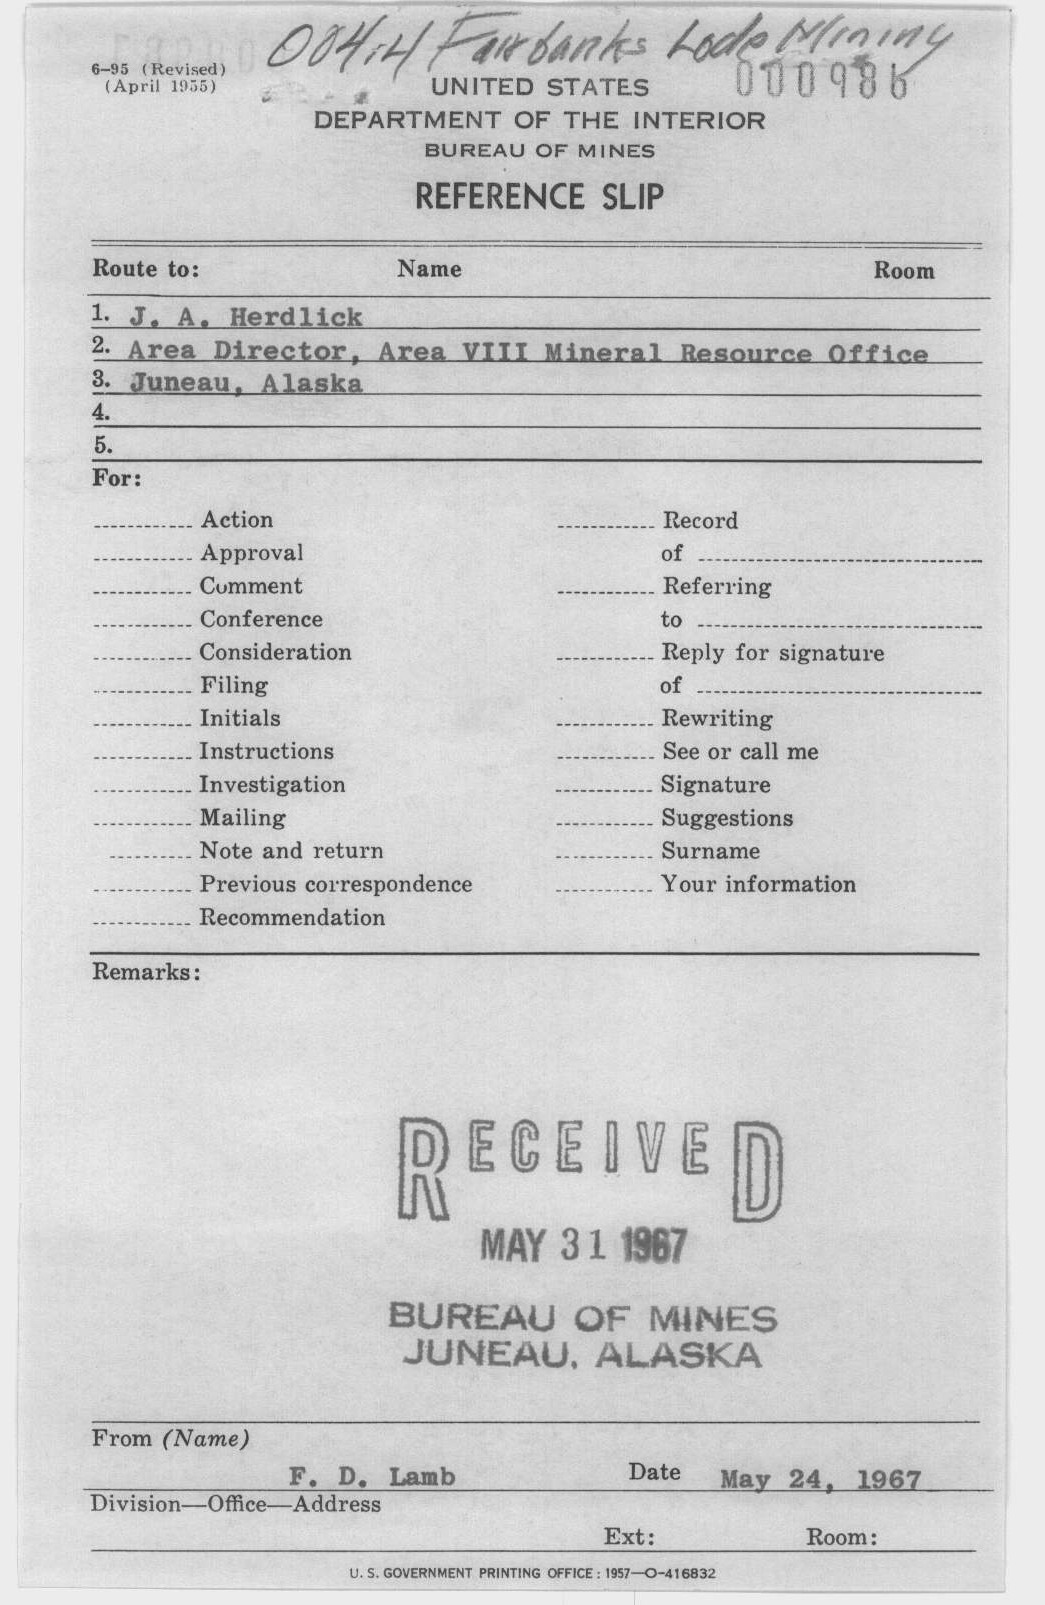 084.4 Fairbanks Lode Mining
6-95 (Revised)
(April 1955)
000986
UNITED STATES
DEPARTMENT OF THE INTERIOR
BUREAU OF MINES
REFERENCE SLIP
Route to: Name Room
1. J. A. Herdlick
2. Area Director, Area VIII Mineral Resource Office
3. Juneau, Alaska
4.
5.
For:
Action Record
Approval of
Comment Referring
Conference to
Consideration Reply for signature
Filing of
Initials Rewriting
Instructions See or call me
Investigation Signature
Mailing Suggestions
Note and return Surname
Previous correspondence Your information
Recommendation
Remarks:
RECEIVED
MAY 31 1967
BUREAU OF MINES
JUNEAU, ALASKA
From (Name)
F. D. Lamb Date May 24, 1967
Division—Office—Address
Ext: Room:
U. S. GOVERNMENT PRINTING OFFICE : 1957—O-416832